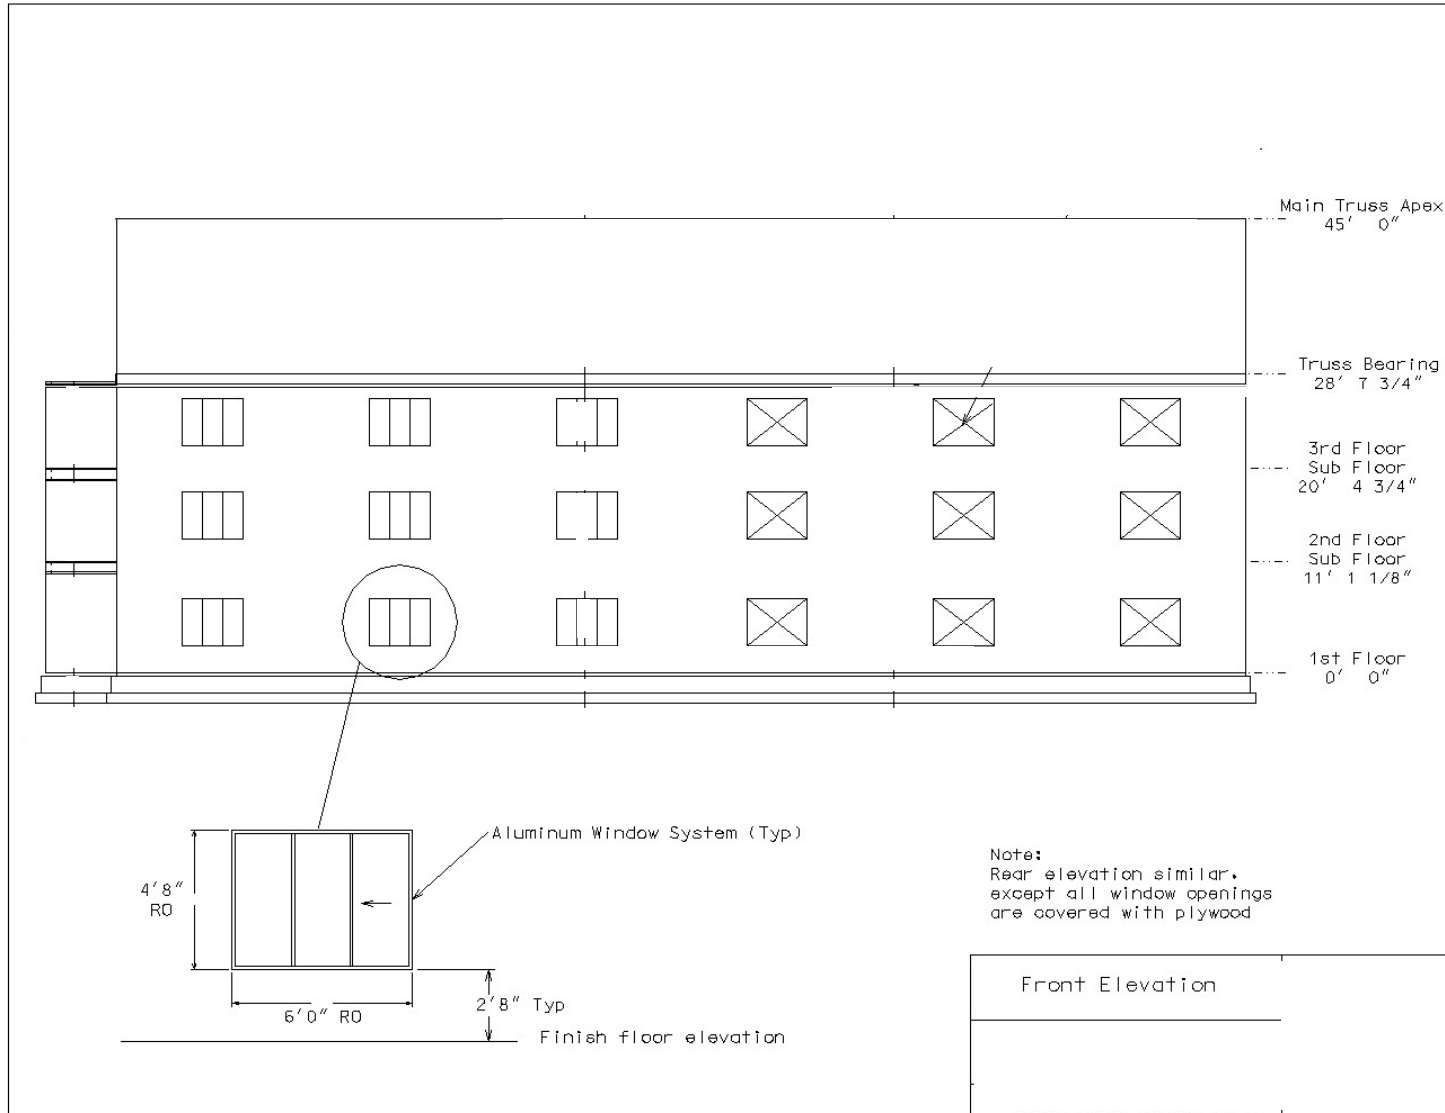 Main Truss Apex
45' 0"
Truss Bearing
28' 7 3/4"
3rd Floor
Sub Floor
20' 4 3/4"
2nd Floor
Sub Floor
11' 1 1/8"
1st Floor
0' 0"
Aluminum Window System (Typ)
4'8"
RO
6'0" RO
2'8" Typ
Finish floor elevation
Note:
Rear elevation similar.
except all window openings
are covered with plywood
Front Elevation